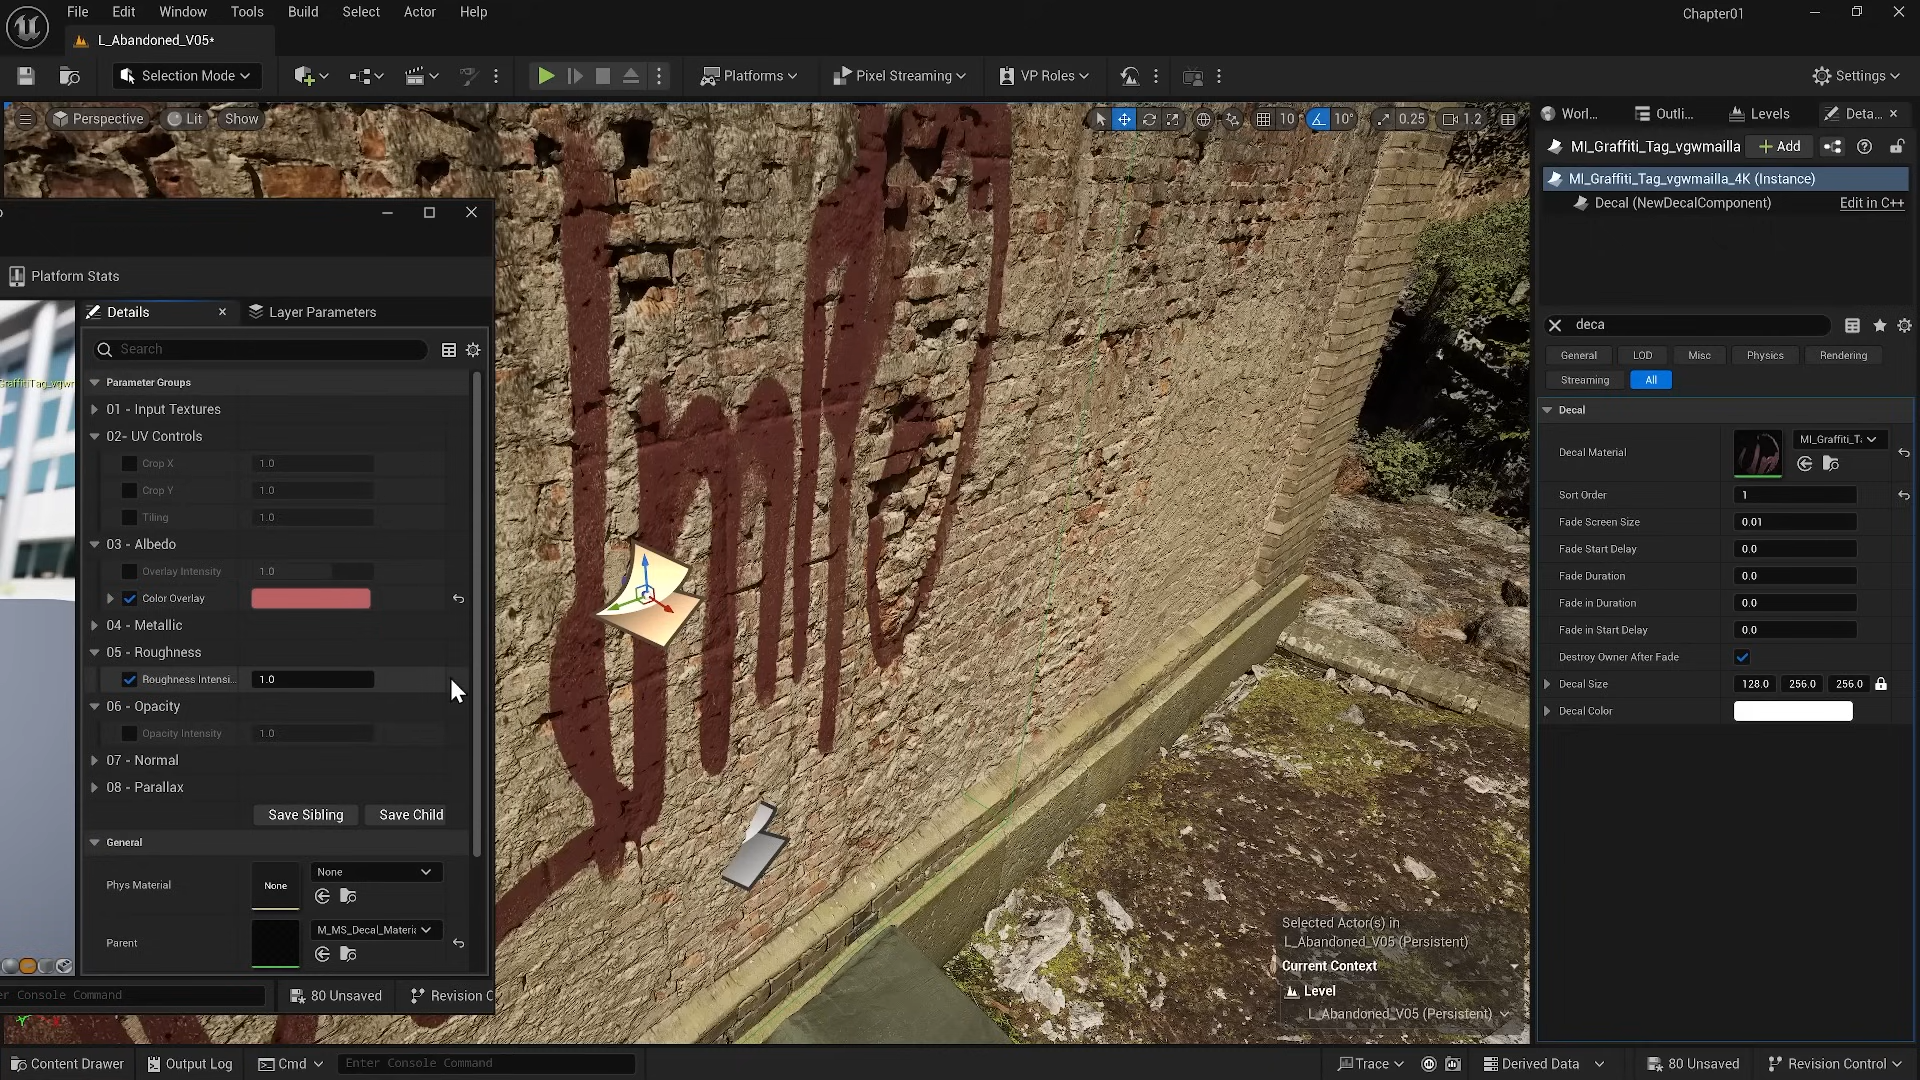 File Edit Window Tools Build Select Actor Help
Chapter01
L_Abandoned_V05*
Selection Mode
Platforms
Pixel Streaming
VP Roles
Settings
Perspective Lit Show
10 10° 0.25 1.2
Worl... Outli... Levels Deta...
MI_Graffiti_Tag_vgwmailla
Add
MI_Graffiti_Tag_vgwmailla_4K (Instance)
Decal (NewDecalComponent) Edit in C++
deca
General LOD Misc Physics Rendering
Streaming All
Decal
Decal Material MI_Graffiti_T
Sort Order 1
Fade Screen Size 0.01
Fade Start Delay 0.0
Fade Duration 0.0
Fade in Duration 0.0
Fade in Start Delay 0.0
Destroy Owner After Fade
Decal Size 128.0 256.0 256.0
Decal Color
Platform Stats
Details Layer Parameters
Search
Parameter Groups
01 - Input Textures
02- UV Controls
Crop X 1.0
Crop Y 1.0
Tiling 1.0
03 - Albedo
Overlay Intensity 1.0
Color Overlay
04 - Metallic
05 - Roughness
Roughness Intensi... 1.0
06 - Opacity
Opacity Intensity 1.0
07 - Normal
08 - Parallax
Save Sibling Save Child
General
Phys Material None None
Parent M_MS_Decal_Materi
Console Command 80 Unsaved Revision C
Selected Actor(s) in
L_Abandoned_V05 (Persistent)
Current Context
Level
L_Abandoned_V05 (Persistent)
Content Drawer Output Log Cmd Enter Console Command Trace Derived Data 80 Unsaved Revision Control